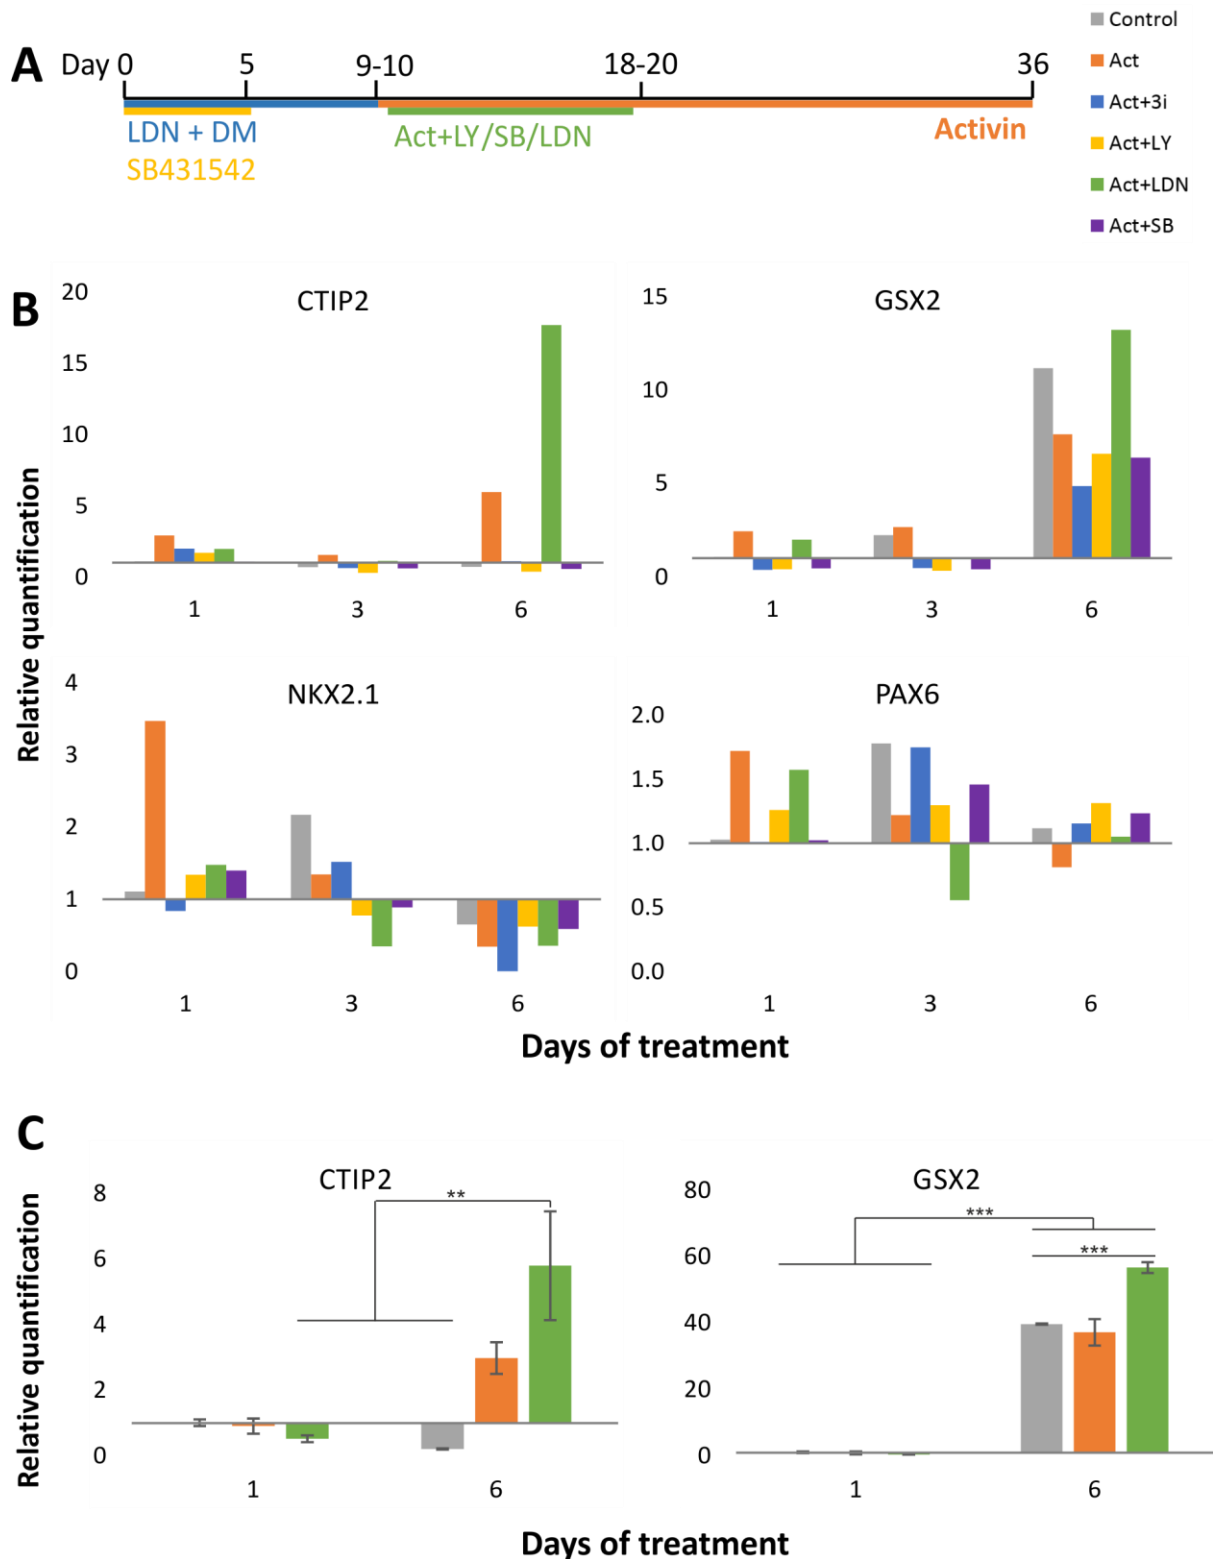 Control
Act
Act+3i
Act+LY
Act+LDN
Act+SB
A
Day 0 5 9-10 18-20 36
LDN + DM Act+LY/SB/LDN Activin
SB431542
B
Relative quantification
CTIP2
20
15
10
5
0
1 3 6
GSX2
15
10
5
0
1 3 6
NKX2.1
4
3
2
1
0
1 3 6
PAX6
2.0
1.5
1.0
0.5
0.0
1 3 6
Days of treatment
C
Relative quantification
CTIP2
8
**
6
4
2
0
1 6
GSX2
80
***
60
***
40
20
0
1 6
Days of treatment